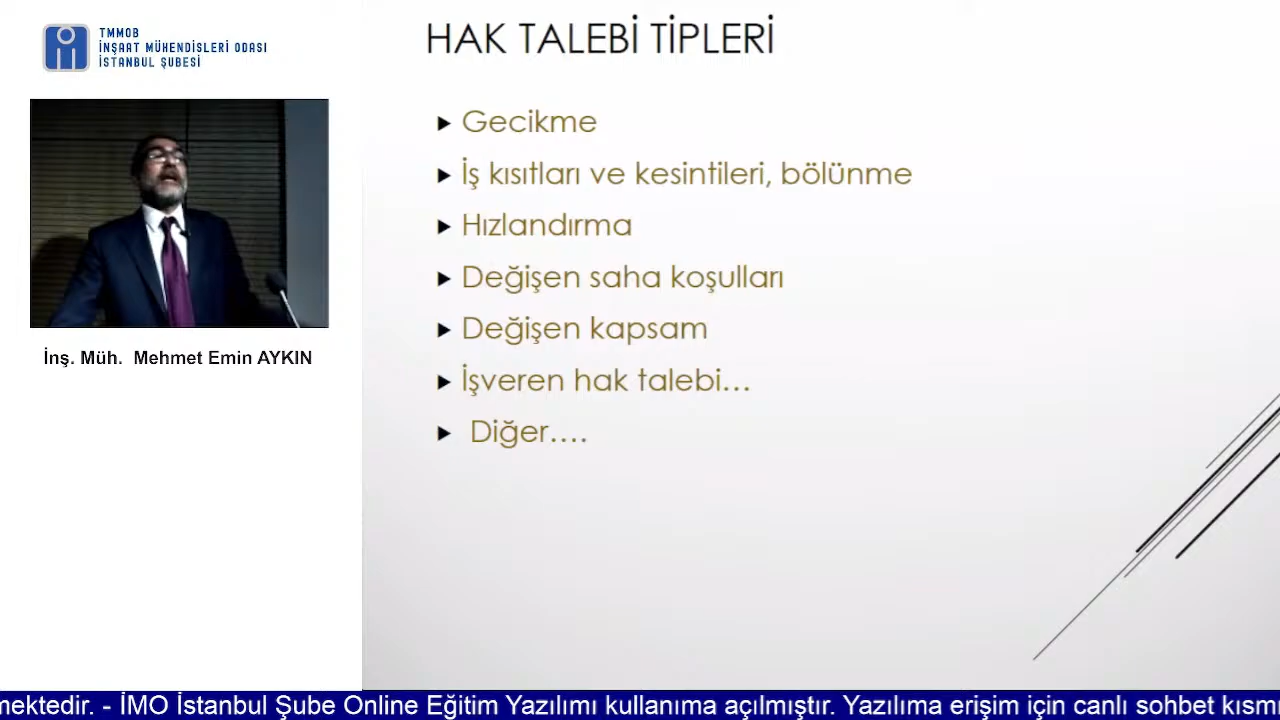 TMMOB
İNŞAAT MÜHENDİSLERİ ODASI
İSTANBUL ŞUBESİ
İnş. Müh. Mehmet Emin AYKIN
HAK TALEBİ TİPLERİ
Gecikme
İş kısıtları ve kesintileri, bölünme
Hızlandırma
Değişen saha koşulları
Değişen kapsam
İşveren hak talebi…
Diğer….
mektedir. - İMO İstanbul Şube Online Eğitim Yazılımı kullanıma açılmıştır. Yazılıma erişim için canlı sohbet kısmı